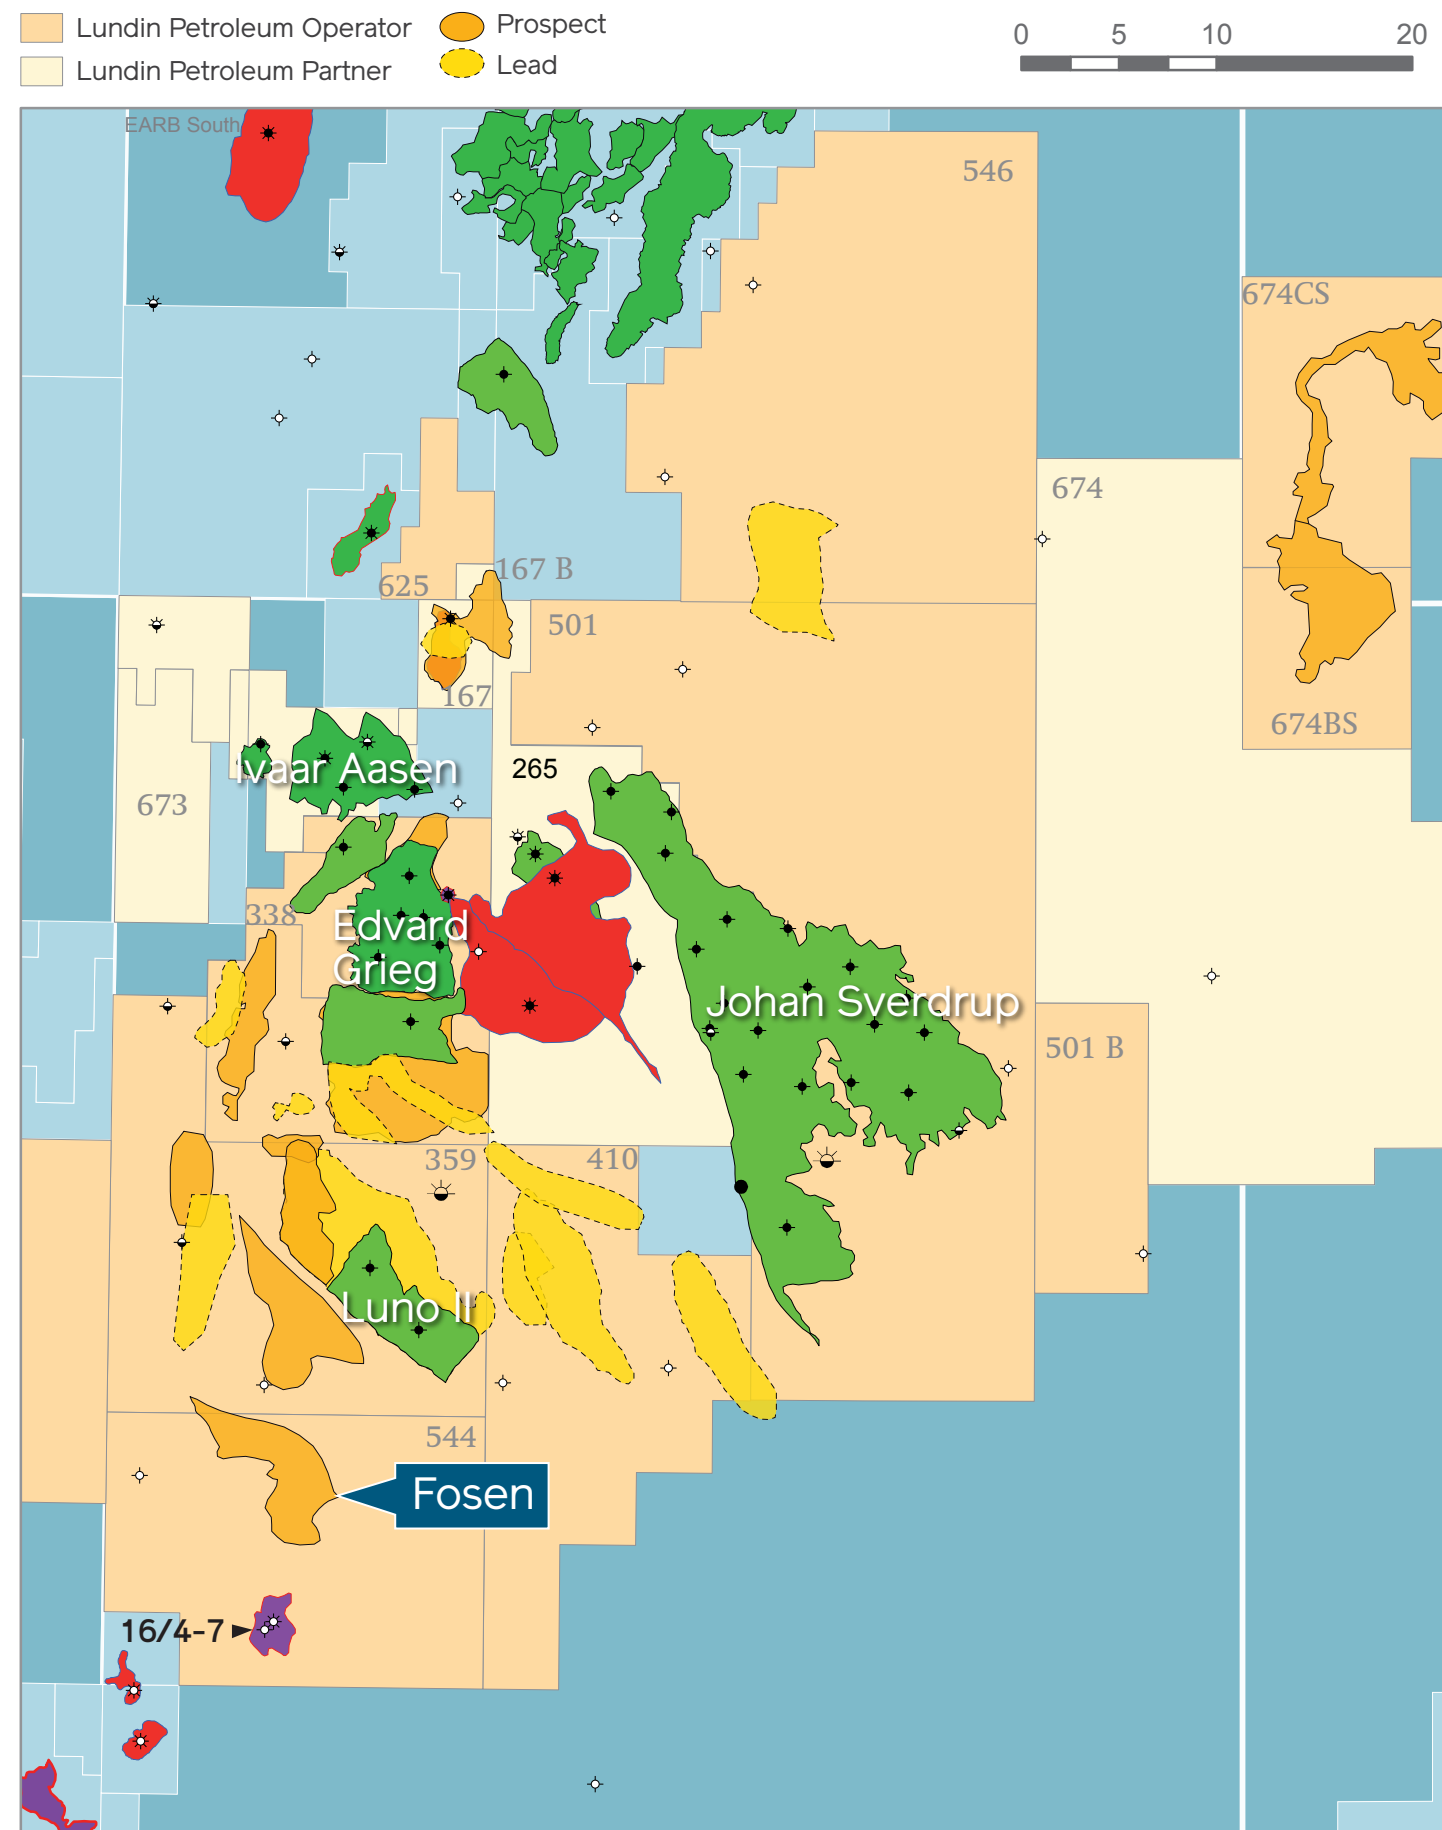 Lundin Petroleum Operator
Prospect
Lundin Petroleum Partner
Lead
0 5 10 20
EARB South
546
674CS
674
167 B
625
501
167
674BS
Ivaar Aasen
265
673
338
Edvard
Grieg
Johan Sverdrup
501 B
359
410
Luno II
544
Fosen
16/4-7